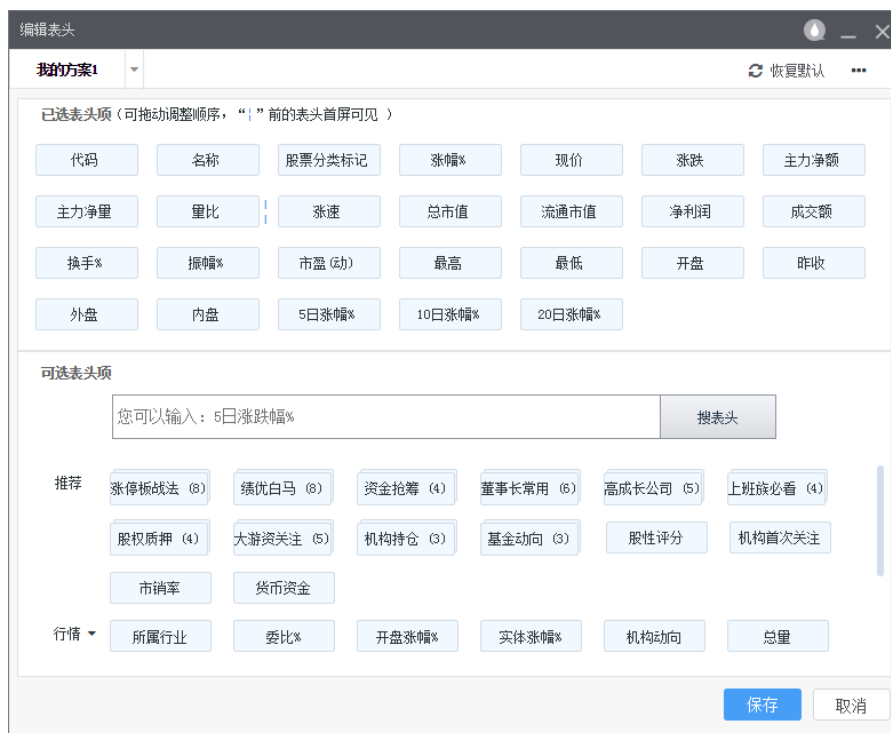 编辑表头
我的方案1 恢复默认
已选表头项(可拖动调整顺序,“¦”前的表头首屏可见 )
代码 名称 股票分类标记 涨幅% 现价 涨跌 主力净额
主力净量 量比 涨速 总市值 流通市值 净利润 成交额
换手% 振幅% 市盈(动) 最高 最低 开盘 昨收
外盘 内盘 5日涨幅% 10日涨幅% 20日涨幅%
可选表头项
您可以输入: 5日涨跌幅% 搜表头
推荐 涨停板战法 (8) 绩优白马 (8) 资金抢筹 (4) 董事长常用 (6) 高成长公司 (5) 上班族必看 (4)
股权质押 (4) 大游资关注 (5) 机构持仓 (3) 基金动向 (3) 股性评分 机构首次关注
市销率 货币资金
行情 所属行业 委比% 开盘涨幅% 实体涨幅% 机构动向 总量
保存 取消